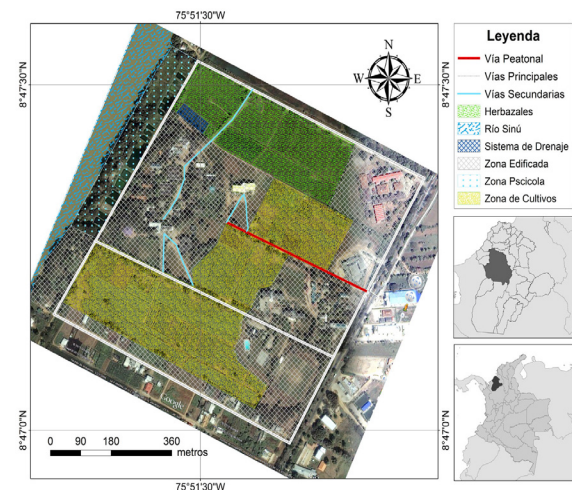 75°51'30"W
8°47'30"N
8°47'30"N
N
W
E
S
Google
0 90 180 360
metros
8°47'0"N
8°47'0"N
75°51'30"W
Leyenda
Vía Peatonal
Vías Principales
Vías Secundarias
Herbazales
Río Sinú
Sistema de Drenaje
Zona Edificada
Zona Pscicola
Zona de Cultivos